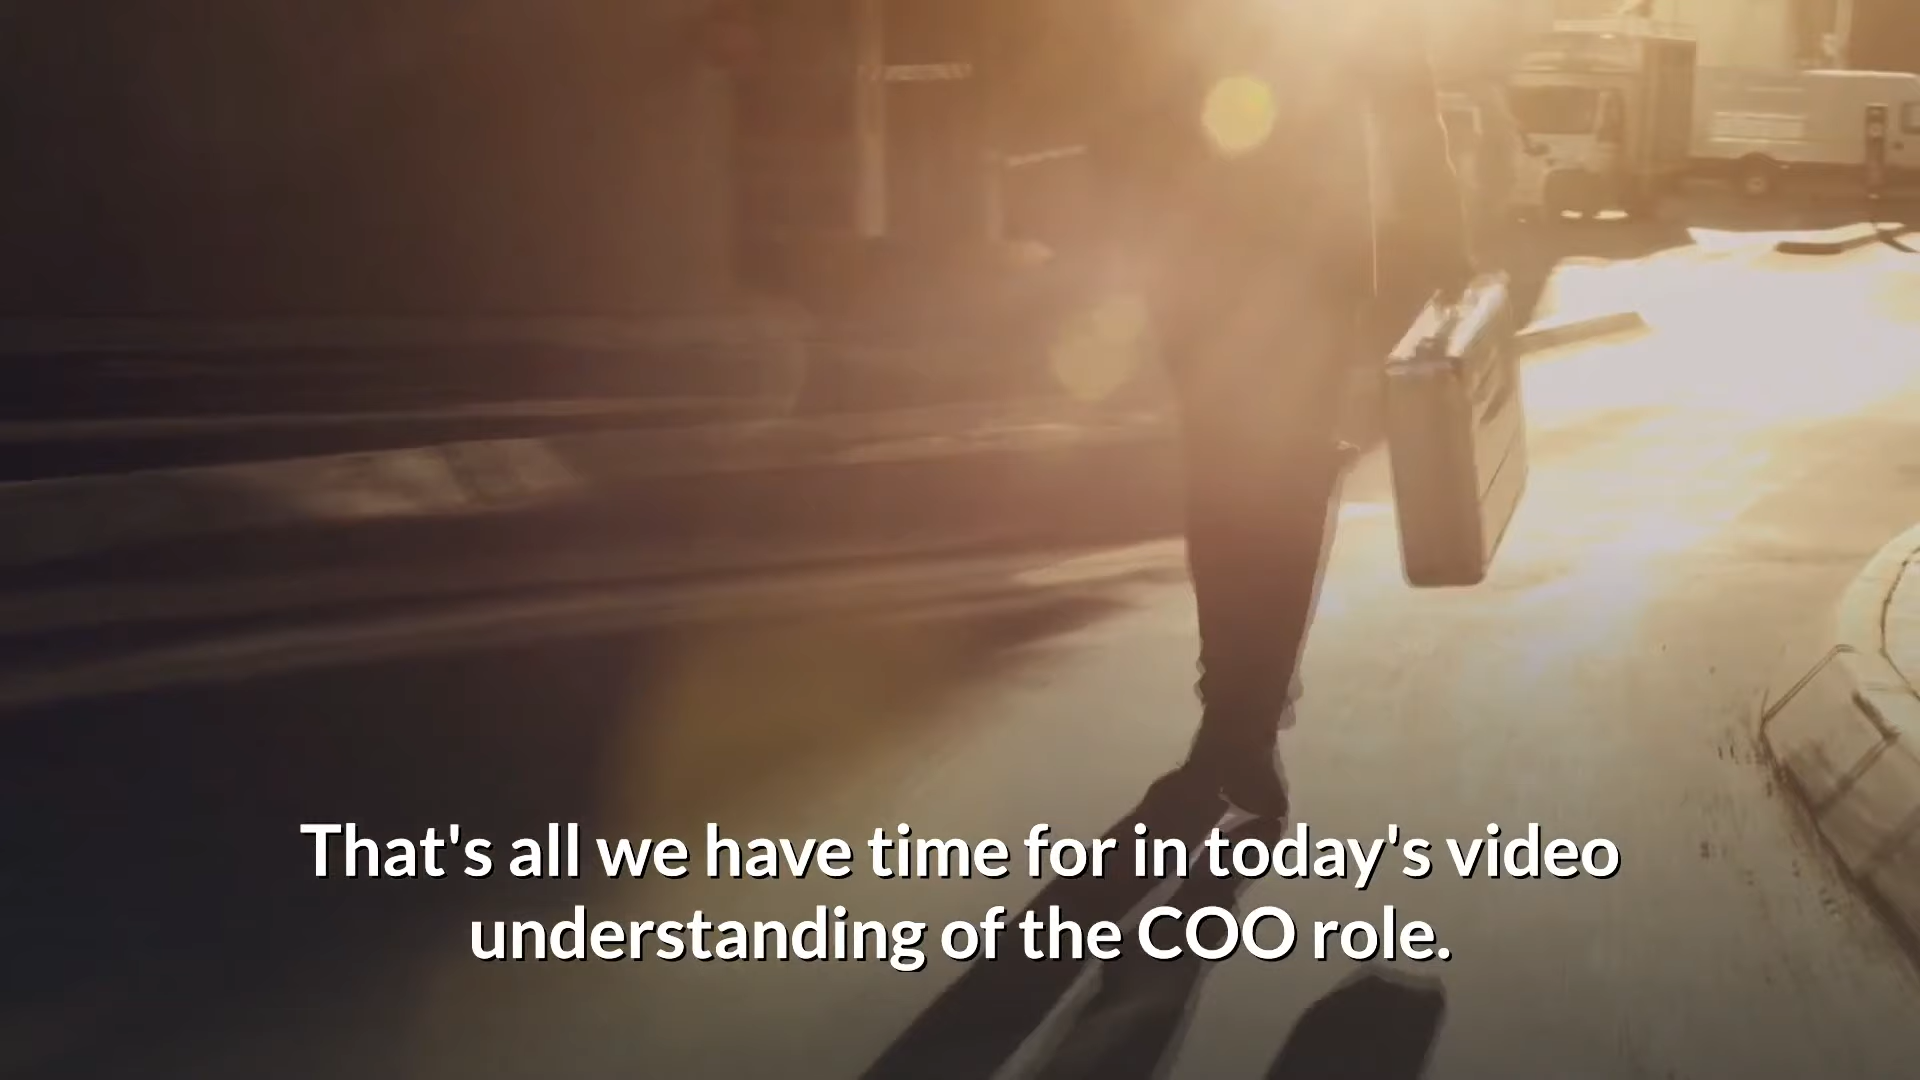 That's all we have time for in today's video
understanding of the COO role.